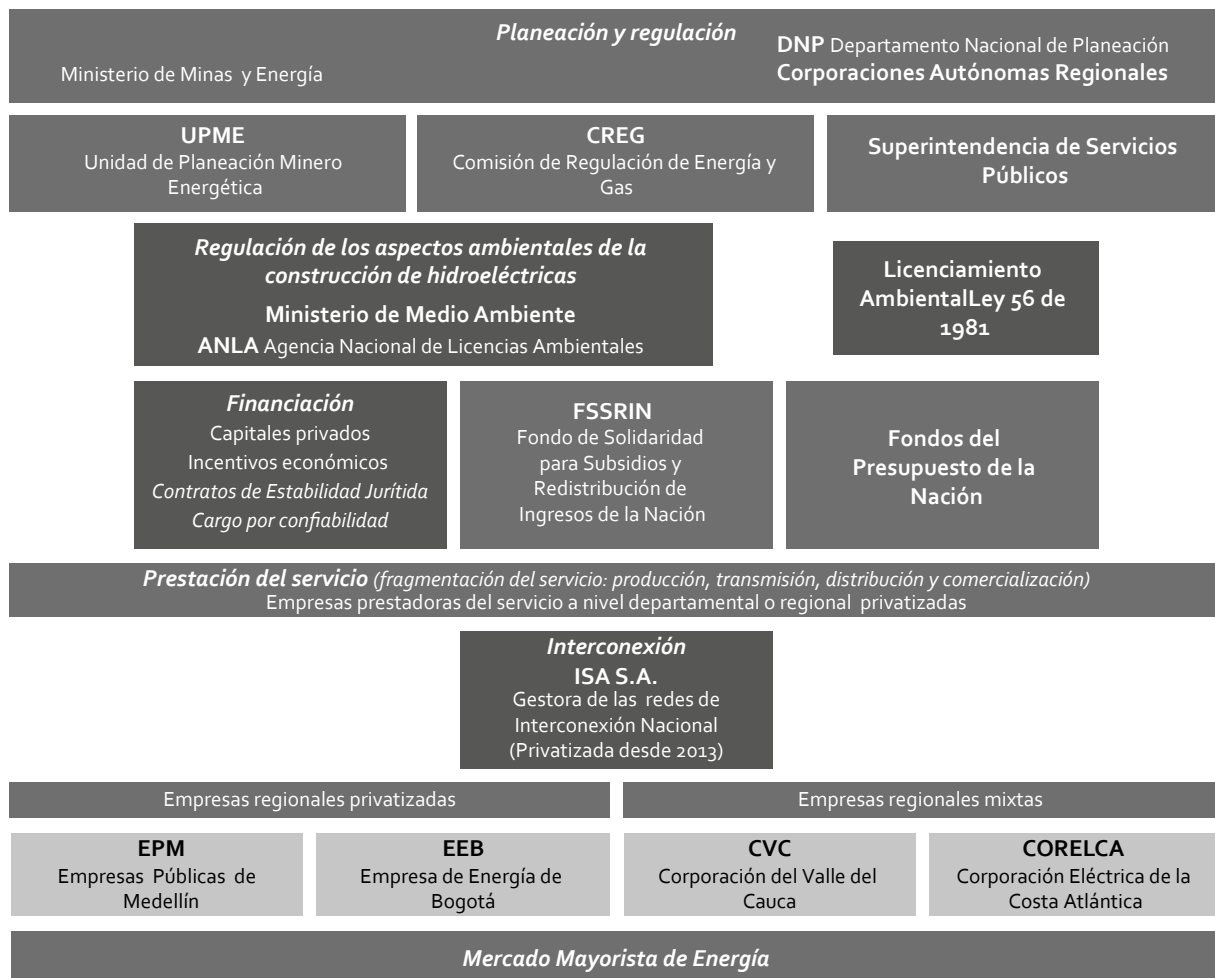 Planeación y regulación
Ministerio de Minas y Energía
DNP Departamento Nacional de Planeación
Corporaciones Autónomas Regionales
UPME
Unidad de Planeación Minero
Energética
CREG
Comisión de Regulación de Energía y
Gas
Superintendencia de Servicios
Públicos
Regulación de los aspectos ambientales de la
construcción de hidroeléctricas
Ministerio de Medio Ambiente
ANLA Agencia Nacional de Licencias Ambientales
Licenciamiento
AmbientalLey 56 de
1981
Financiación
Capitales privados
Incentivos económicos
Contratos de Estabilidad Jurítida
Cargo por confiabilidad
FSSRIN
Fondo de Solidaridad
para Subsidios y
Redistribución de
Ingresos de la Nación
Fondos del
Presupuesto de la
Nación
Prestación del servicio (fragmentación del servicio: producción, transmisión, distribución y comercialización)
Empresas prestadoras del servicio a nivel departamental o regional privatizadas
Interconexión
ISA S.A.
Gestora de las redes de
Interconexión Nacional
(Privatizada desde 2013)
Empresas regionales privatizadas
Empresas regionales mixtas
EPM
Empresas Públicas de
Medellín
EEB
Empresa de Energía de
Bogotá
CVC
Corporación del Valle del
Cauca
CORELCA
Corporación Eléctrica de la
Costa Atlántica
Mercado Mayorista de Energía